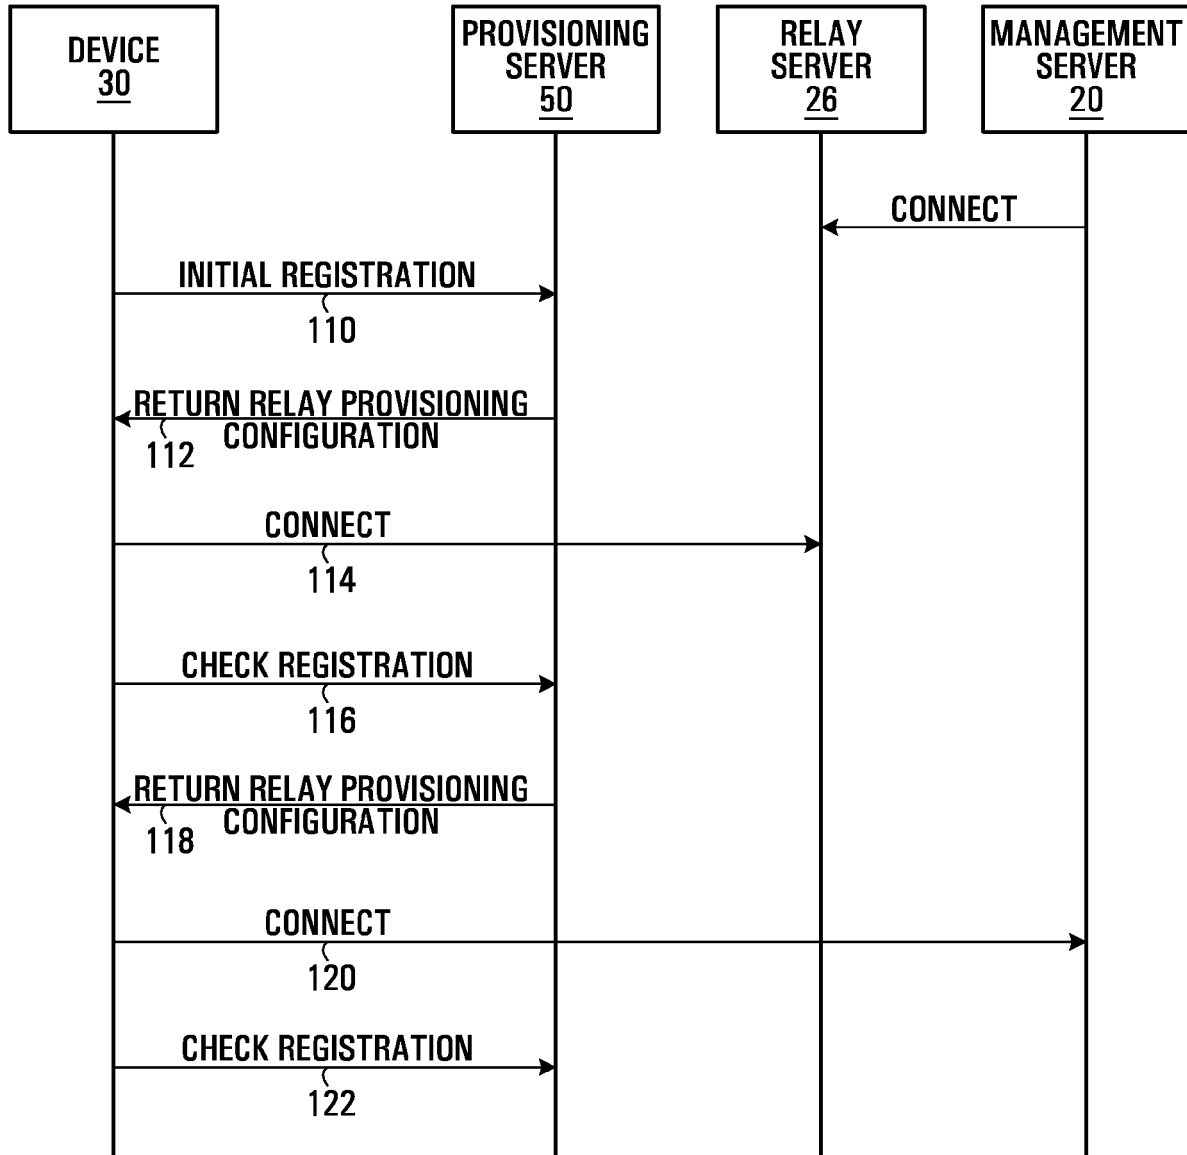 DEVICE
30
PROVISIONING
SERVER
50
RELAY
SERVER
26
MANAGEMENT
SERVER
20
CONNECT
INITIAL REGISTRATION
110
RETURN RELAY PROVISIONING
CONFIGURATION
112
CONNECT
114
CHECK REGISTRATION
116
RETURN RELAY PROVISIONING
CONFIGURATION
118
CONNECT
120
CHECK REGISTRATION
122